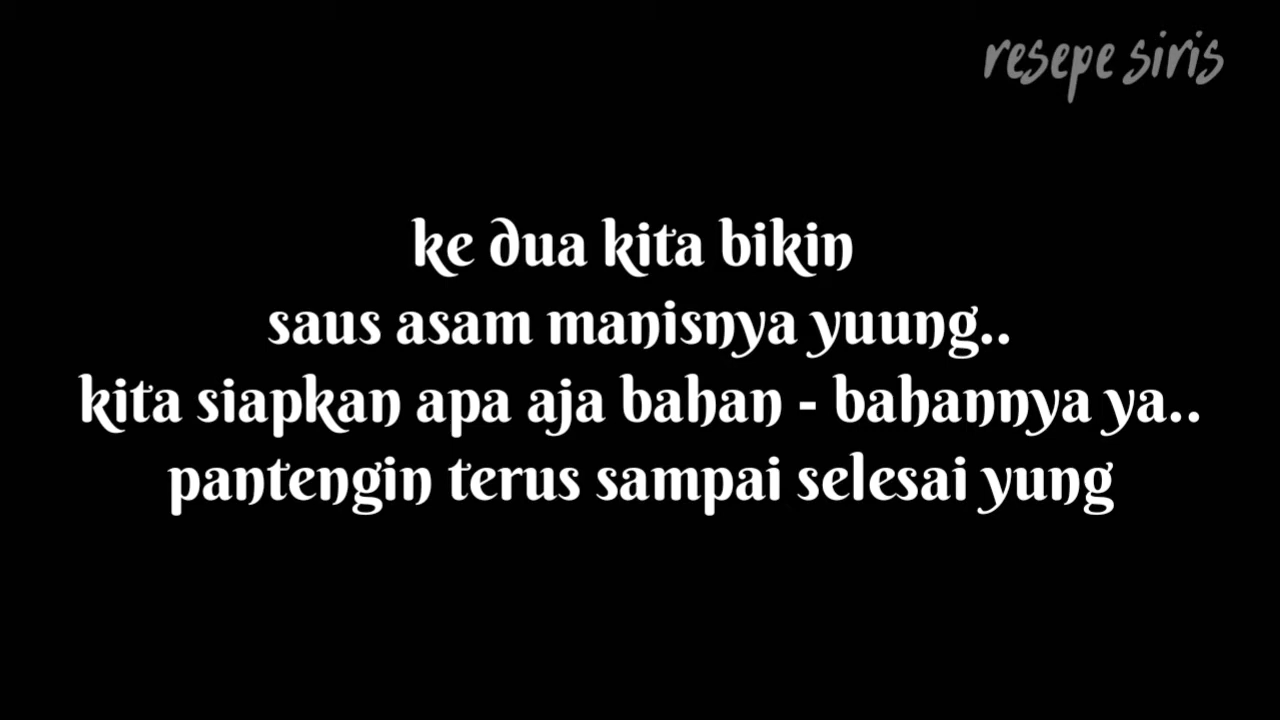 resepe siris
ke dua kita bikin
saus asam manisnya yuung..
kita siapkan apa aja bahan - bahannya ya..
pantengin terus sampai selesai yung